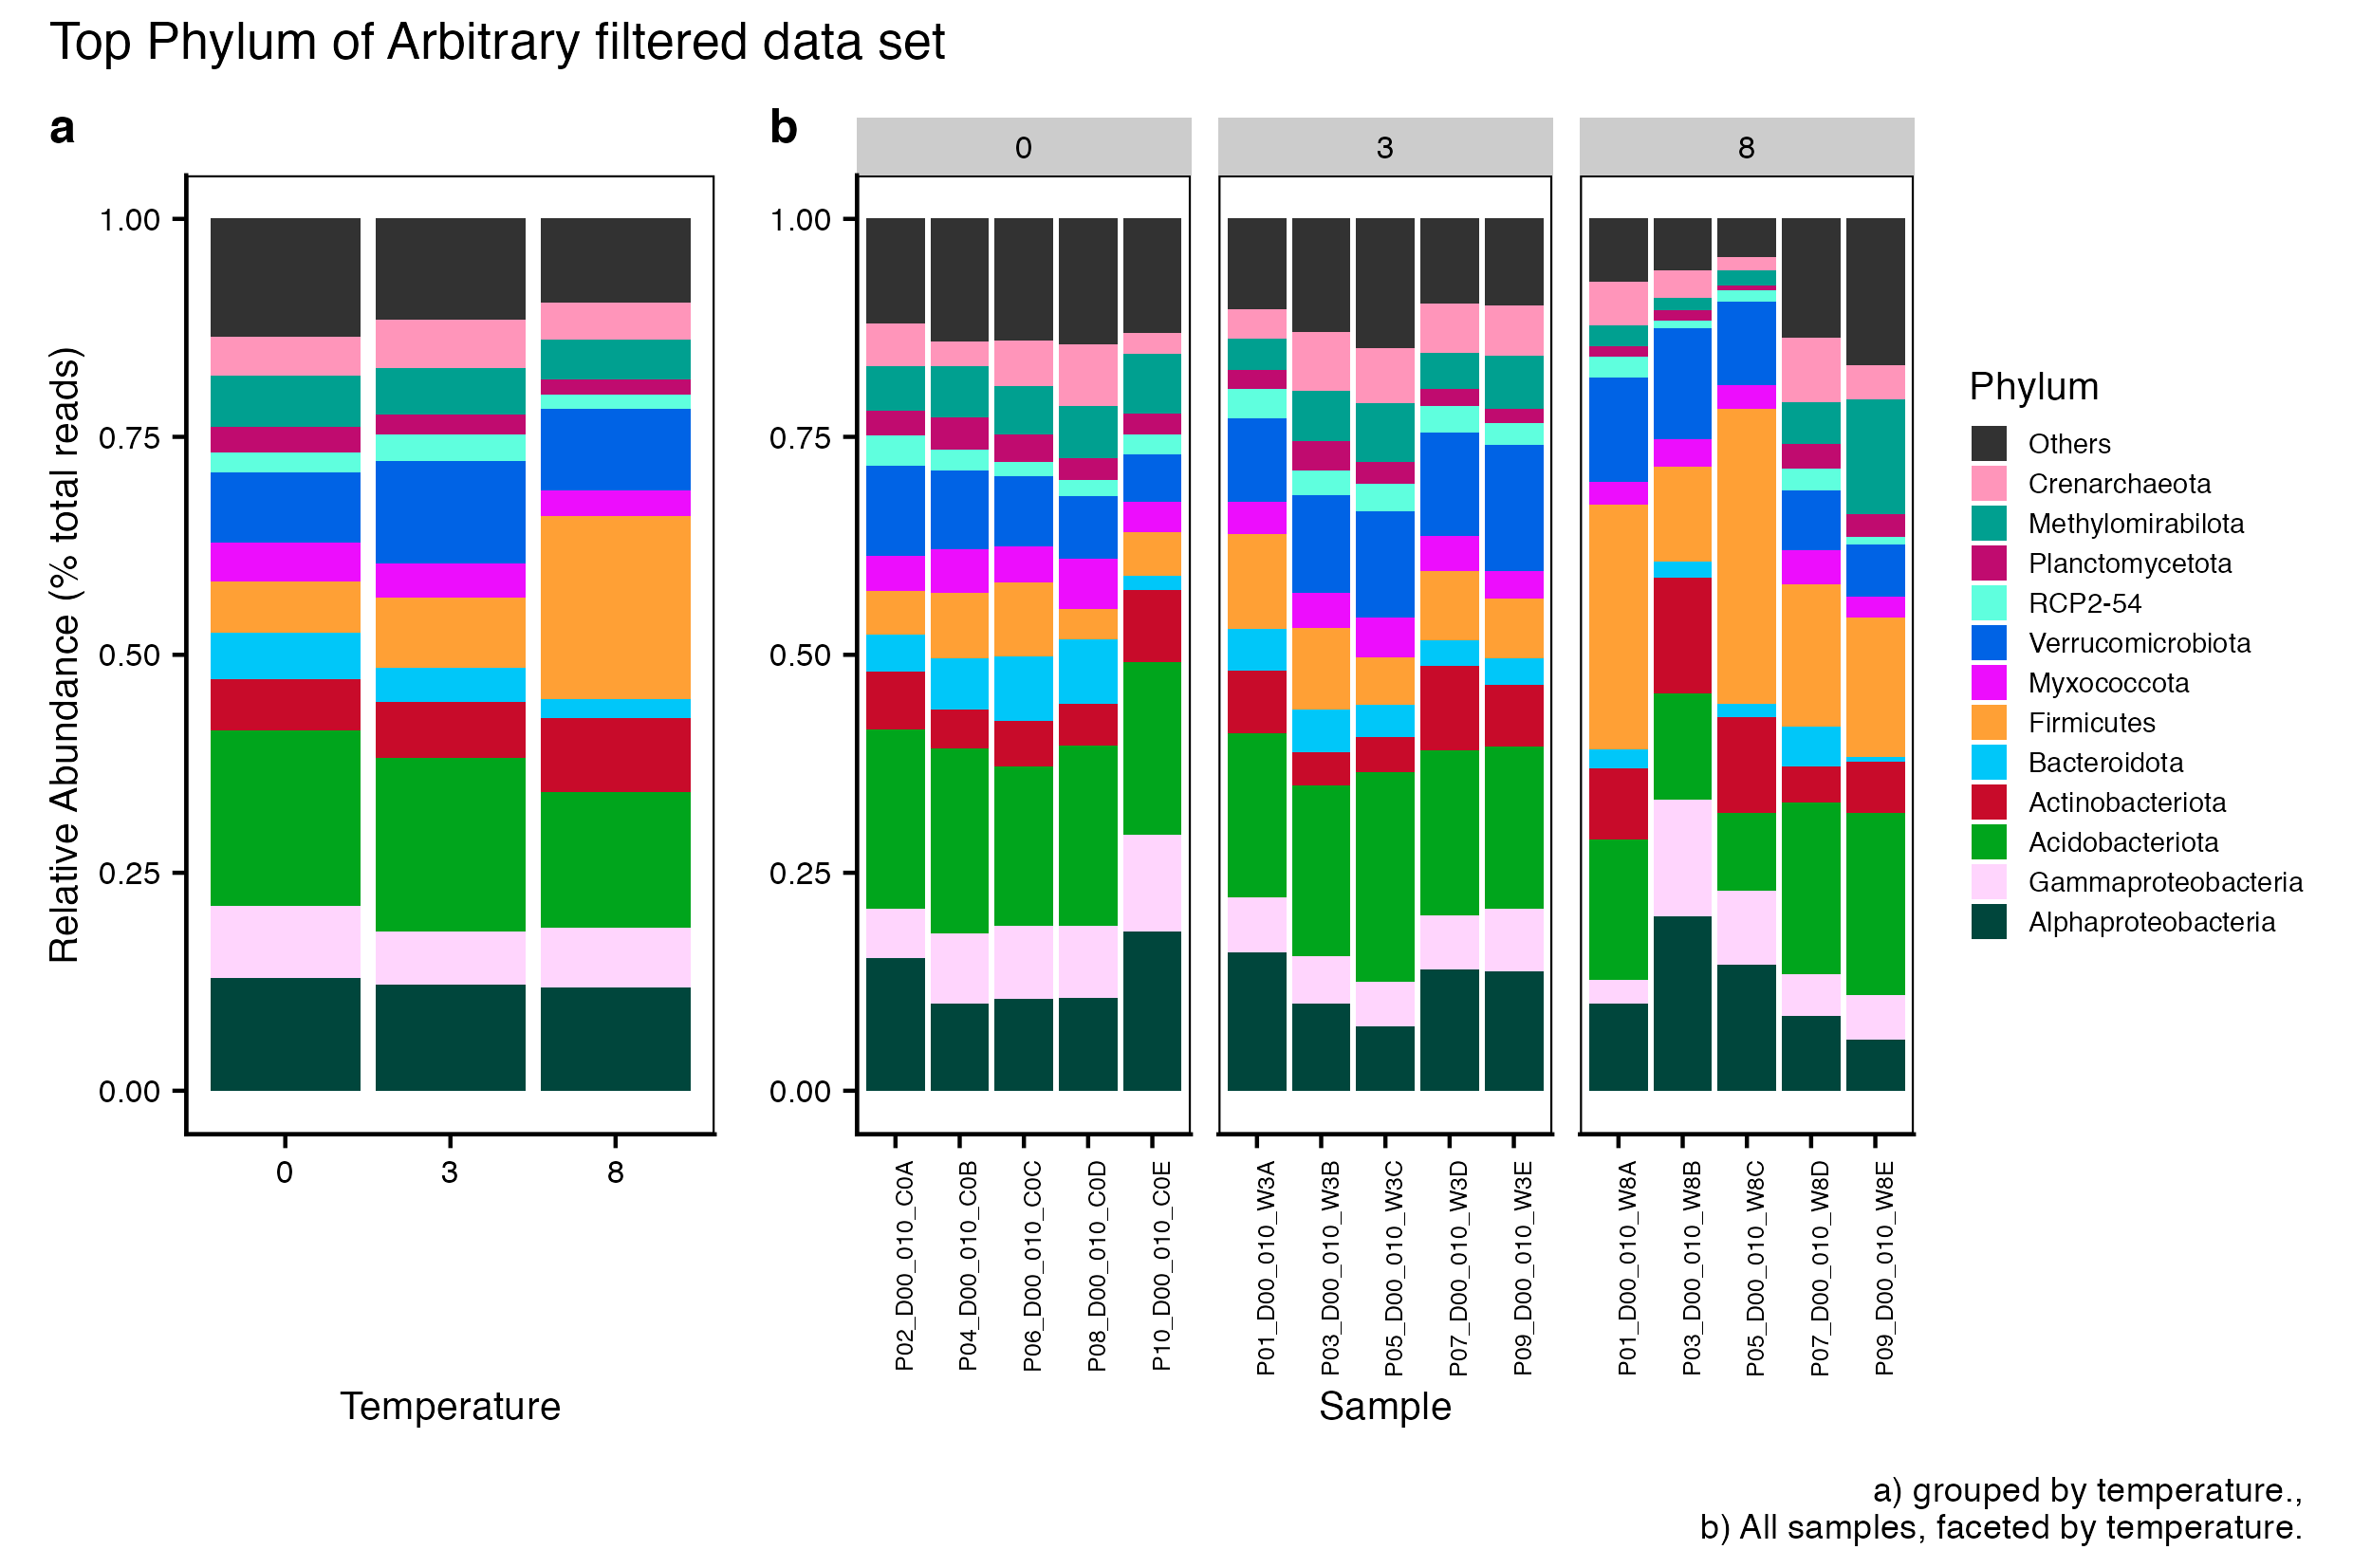 Top Phylum of Arbitrary filtered data set
a
b
Relative Abundance (% total reads)
1.00
0.75
0.50
0.25
0.00
0
3
8
Temperature
0
3
8
1.00
0.75
0.50
0.25
0.00
P02_D00_010_C0A
P04_D00_010_C0B
P06_D00_010_C0C
P08_D00_010_C0D
P10_D00_010_C0E
P01_D00_010_W3A
P03_D00_010_W3B
P05_D00_010_W3C
P07_D00_010_W3D
P09_D00_010_W3E
P01_D00_010_W8A
P03_D00_010_W8B
P05_D00_010_W8C
P07_D00_010_W8D
P09_D00_010_W8E
Sample
Phylum
Others
Crenarchaeota
Methylomirabilota
Planctomycetota
RCP2-54
Verrucomicrobiota
Myxococcota
Firmicutes
Bacteroidota
Actinobacteriota
Acidobacteriota
Gammaproteobacteria
Alphaproteobacteria
a) grouped by temperature.,
b) All samples, faceted by temperature.